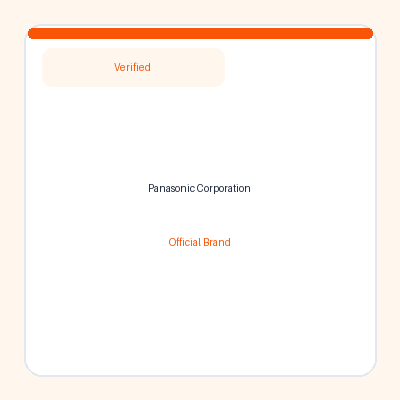 Verified
Panasonic Corporation
Official Brand